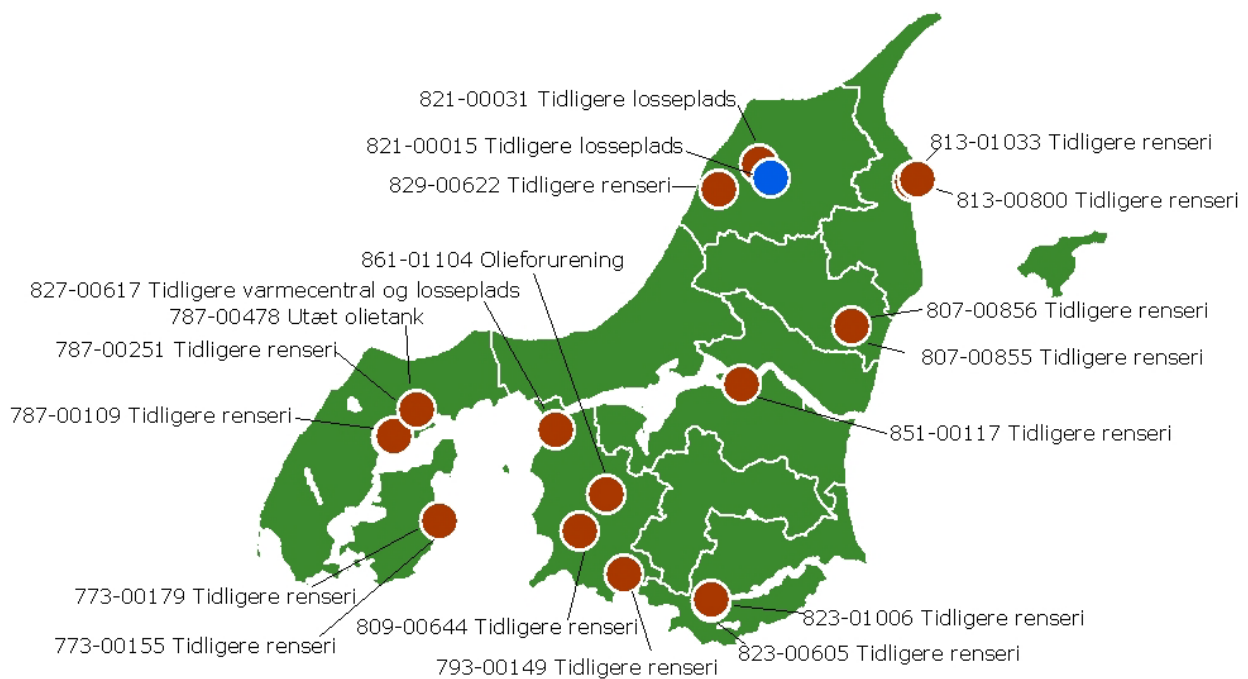 821-00031 Tidligere losseplads
813-01033 Tidligere renseri
821-00015 Tidligere losseplads
829-00622 Tidligere renseri
813-00800 Tidligere renseri
861-01104 Olieforurening
827-00617 Tidligere varmecentral og losseplads
807-00856 Tidligere renseri
787-00478 Utæt olietank
787-00251 Tidligere renseri
807-00855 Tidligere renseri
787-00109 Tidligere renseri
851-00117 Tidligere renseri
773-00179 Tidligere renseri
823-01006 Tidligere renseri
809-00644 Tidligere renseri
773-00155 Tidligere renseri
823-00605 Tidligere renseri
793-00149 Tidligere renseri